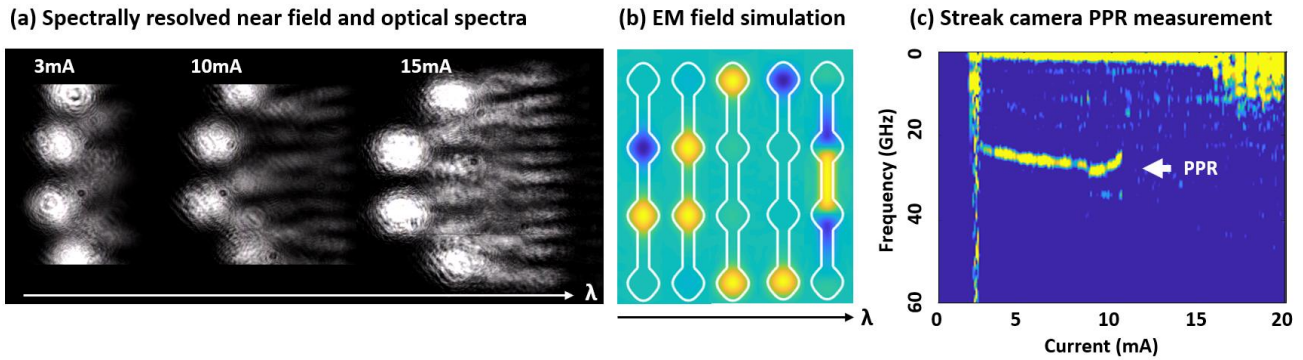 (a) Spectrally resolved near field and optical spectra
3mA
10mA
15mA
λ
(b) EM field simulation
λ
(c) Streak camera PPR measurement
Frequency (GHz)
0
20
40
60
PPR
0
5
10
15
20
Current (mA)